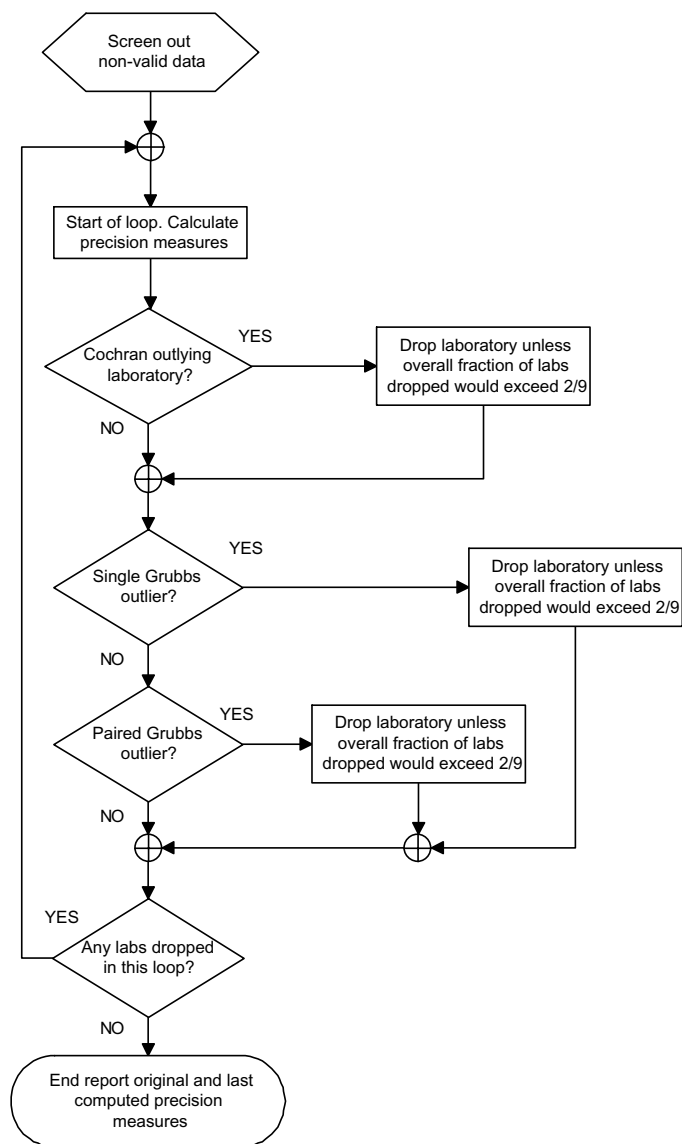 Screen out
non-valid data
Start of loop. Calculate
precision measures
YES
Cochran outlying
laboratory?
Drop laboratory unless
overall fraction of labs
dropped would exceed 2/9
NO
YES
Single Grubbs
outlier?
Drop laboratory unless
overall fraction of labs
dropped would exceed 2/9
NO
YES
Paired Grubbs
outlier?
Drop laboratory unless
overall fraction of labs
dropped would exceed 2/9
NO
YES
Any labs dropped
in this loop?
NO
End report original and last
computed precision
measures